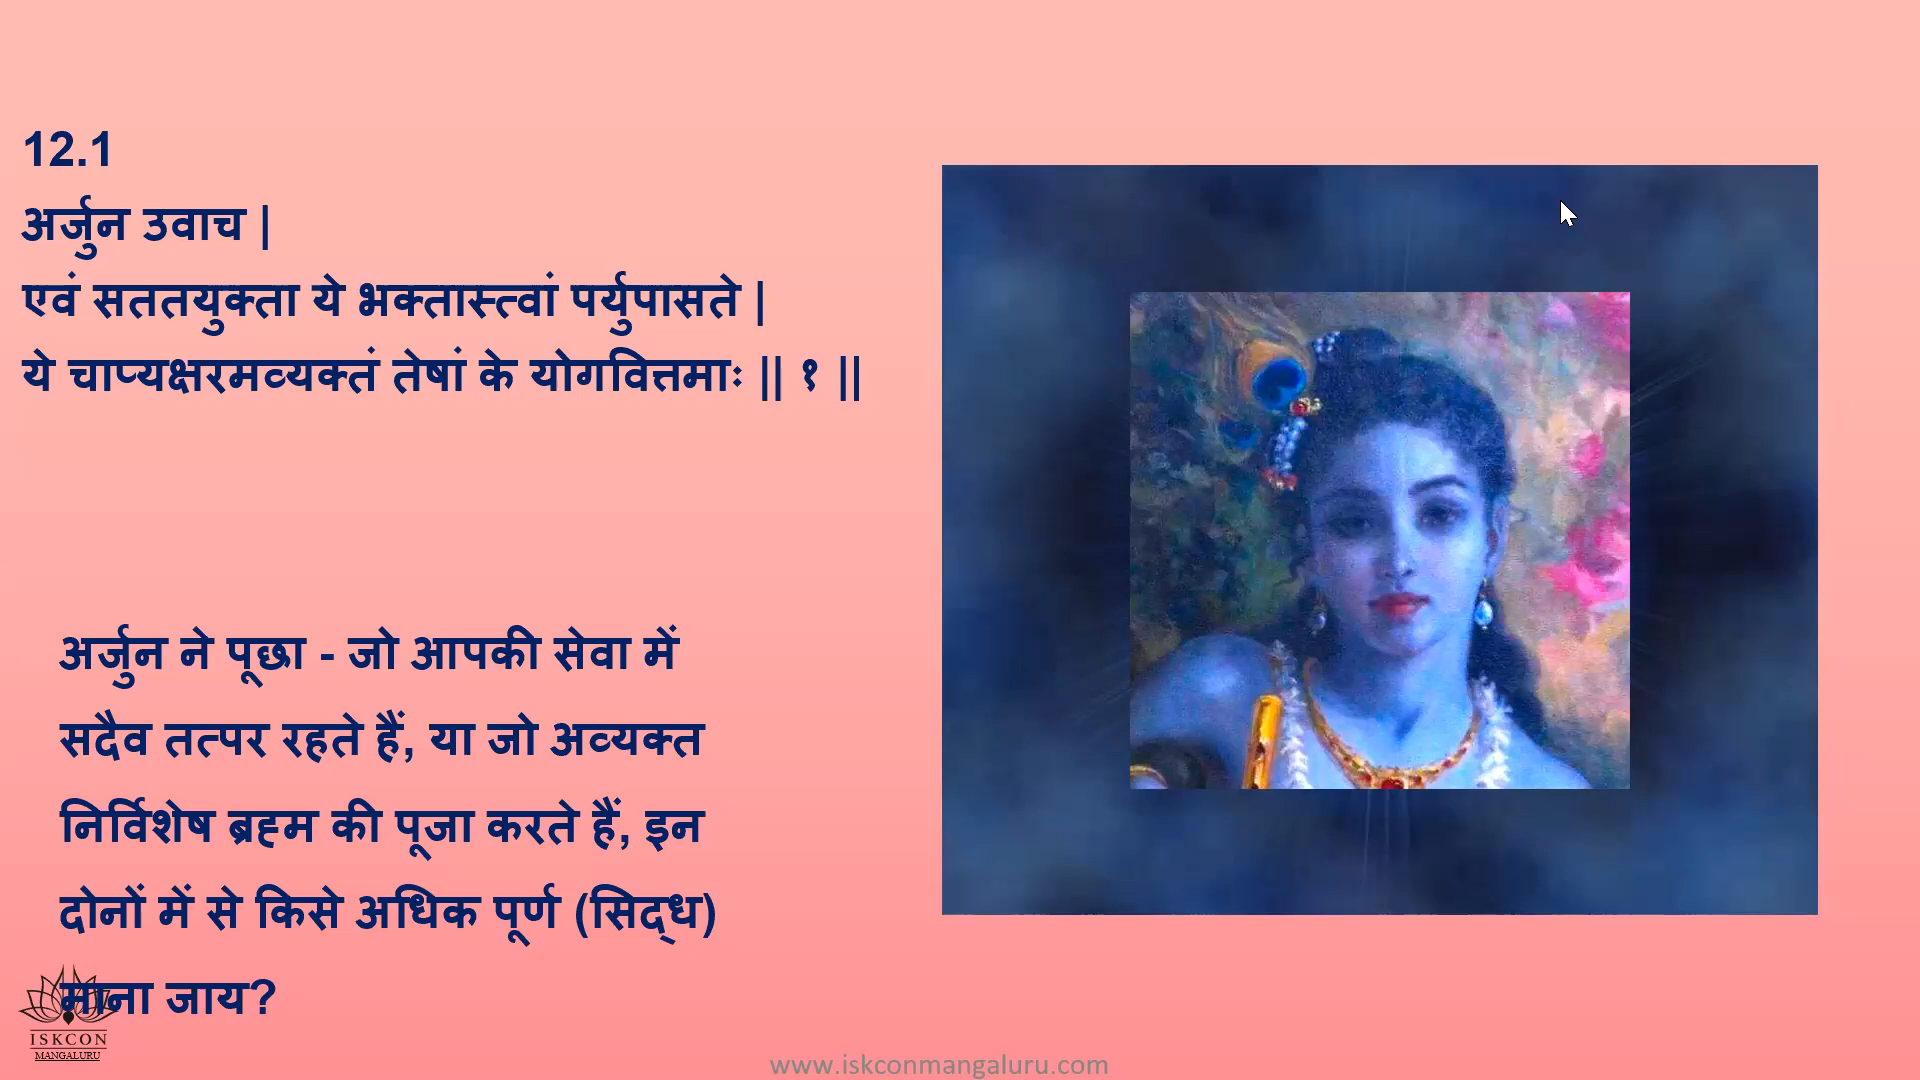 12.1
अर्जुन उवाच |
एवं सततयुक्ता ये भक्तास्त्वां पर्युपासते |
ये चाप्यक्षरमव्यक्तं तेषां के योगवित्तमाः || १ ||
अर्जुन ने पूछा - जो आपकी सेवा में
सदैव तत्पर रहते हैं, या जो अव्यक्त
निर्विशेष ब्रह्म की पूजा करते हैं, इन
दोनों में से किसे अधिक पूर्ण (सिद्ध)
माना जाय?
ISKCON
MANGALURU
www.iskconmangaluru.com